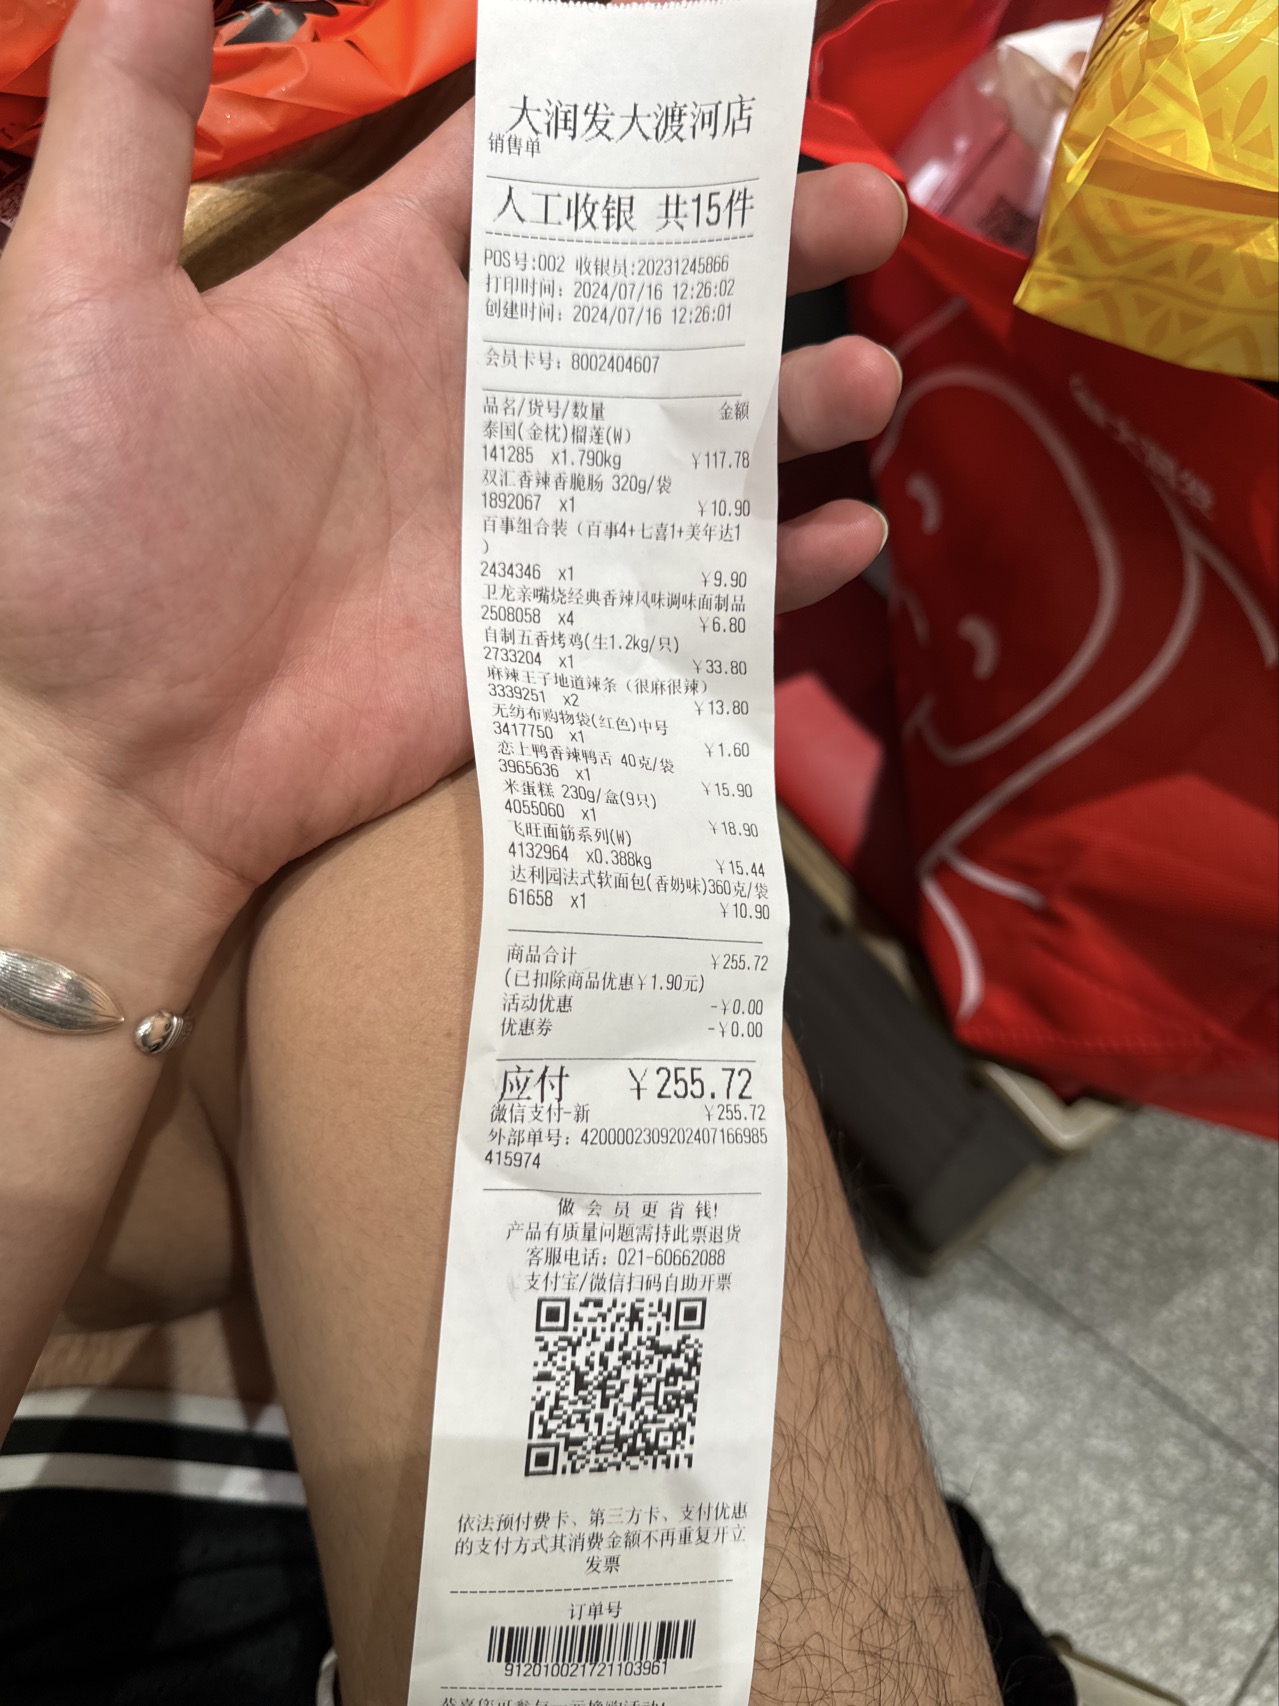 大润发大渡河店
销售单
人工收银 共15件
POS号:002 收银员:20231245866
打印时间: 2024/07/16 12:26:02
创建时间: 2024/07/16 12:26:01
会员卡号: 8002404607
品名/货号/数量 金额
泰国(金枕)榴莲(W)
141285 x1.790kg ¥117.78
双汇香辣香脆肠 320g/袋
1892067 x1 ¥10.90
百事组合装（百事4+七喜1+美年达1
）
2434346 x1 ¥9.90
卫龙亲嘴烧经典香辣风味调味面制品
2508058 x4 ¥6.80
自制五香烤鸡(生1.2kg/只)
2733204 x1 ¥33.80
麻辣王子地道辣条（很麻很辣）
3339251 x2 ¥13.80
无纺布购物袋(红色)中号
3417750 x1 ¥1.60
恋上鸭香辣鸭舌 40克/袋
3965636 x1 ¥15.90
米蛋糕 230g/盒(9只)
4055060 x1 ¥18.90
飞旺面筋系列(W)
4132964 x0.388kg ¥15.44
达利园法式软面包(香奶味)360克/袋
61658 x1 ¥10.90
商品合计 ¥255.72
(已扣除商品优惠¥1.90元)
活动优惠 -¥0.00
优惠券 -¥0.00
应付 ¥255.72
微信支付-新 ¥255.72
外部单号: 4200002309202407166985
415974
做会员更省钱!
产品有质量问题需持此票退货
客服电话: 021-60662088
支付宝/微信扫码自助开票
依法预付费卡、第三方卡、支付优惠
的支付方式其消费金额不再重复开立
发票
订单号
912010021721103961